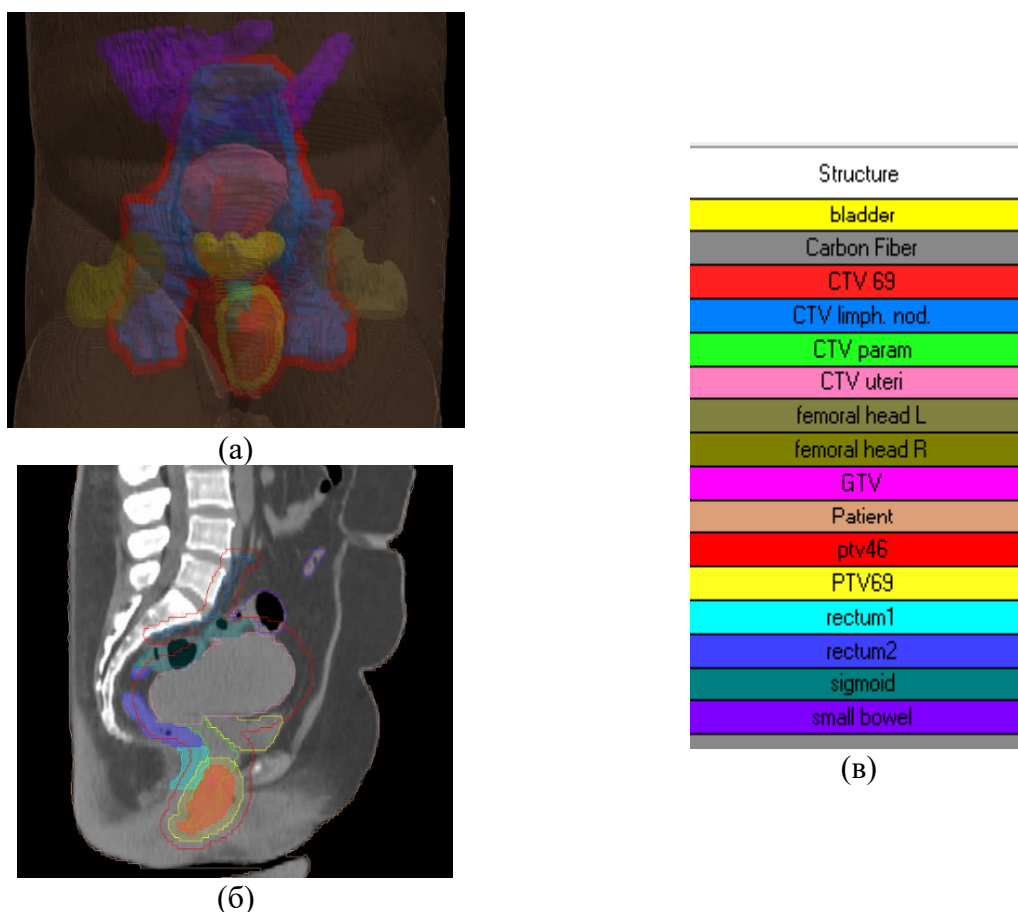 (а)
(б)
Structure
bladder
Carbon Fiber
CTV 69
CTV limph. nod.
CTV param
CTV uteri
femoral head L
femoral head R
GTV
Patient
ptv46
PTV69
rectum1
rectum2
sigmoid
small bowel
(в)